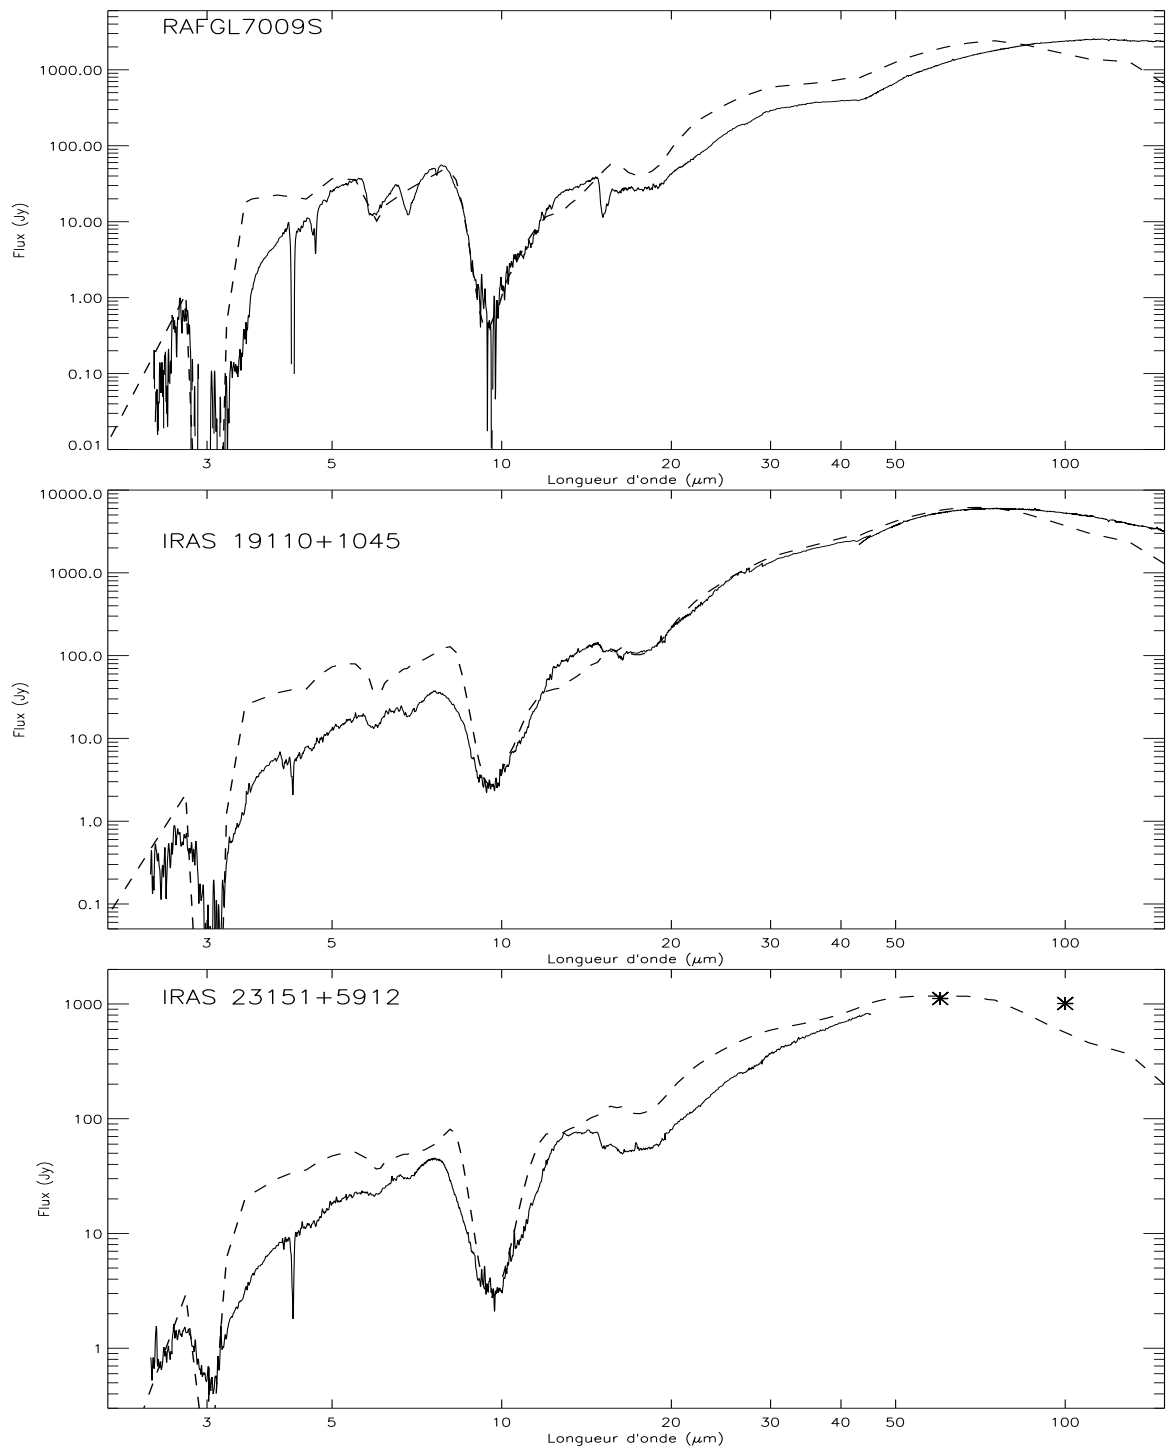 RAFGL7009S
1000.00
100.00
10.00
1.00
0.10
0.01
Flux (Jy)
3 5 10 20 30 40 50 100
Longueur d'onde (μm)
IRAS 19110+1045
10000.0
1000.0
100.0
10.0
1.0
0.1
Flux (Jy)
3 5 10 20 30 40 50 100
Longueur d'onde (μm)
IRAS 23151+5912
1000
100
10
1
Flux (Jy)
3 5 10 20 30 40 50 100
Longueur d'onde (μm)